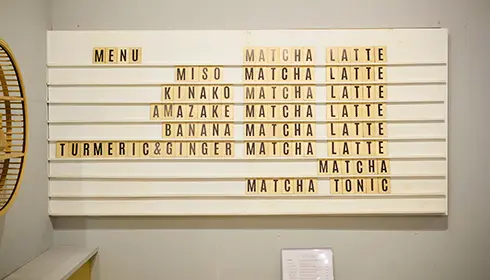 MENU MATCHA LATTE
MISO MATCHA LATTE
KINAKO MATCHA LATTE
AMAZAKE MATCHA LATTE
BANANA MATCHA LATTE
TURMERIC&GINGER MATCHA LATTE
MATCHA
MATCHA TONIC